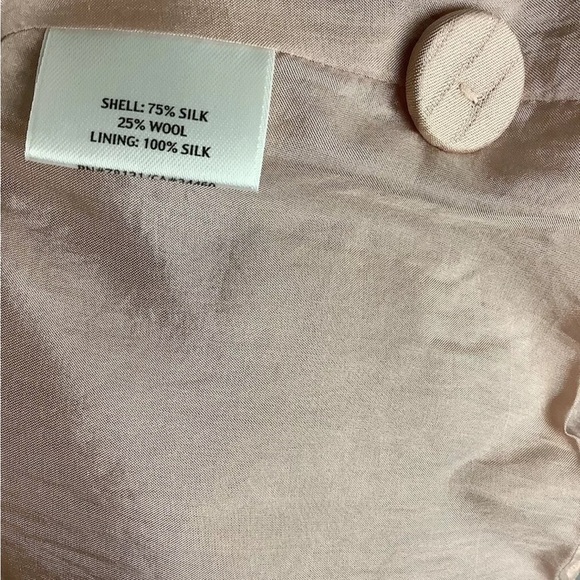 SHELL: 75% SILK
25% WOOL
LINING: 100% SILK